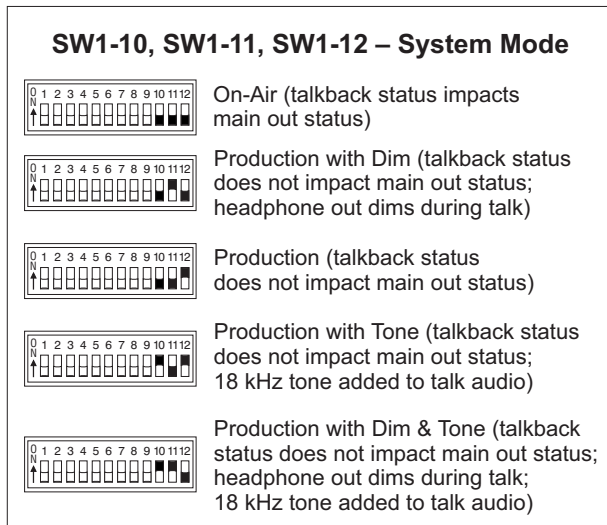 SW1-10, SW1-11, SW1-12 – System Mode
O
N
1 2 3 4 5 6 7 8 9 10 11 12
On-Air (talkback status impacts
main out status)
O
N
1 2 3 4 5 6 7 8 9 10 11 12
Production with Dim (talkback status
does not impact main out status;
headphone out dims during talk)
O
N
1 2 3 4 5 6 7 8 9 10 11 12
Production (talkback status
does not impact main out status)
O
N
1 2 3 4 5 6 7 8 9 10 11 12
Production with Tone (talkback status
does not impact main out status;
18 kHz tone added to talk audio)
O
N
1 2 3 4 5 6 7 8 9 10 11 12
Production with Dim & Tone (talkback
status does not impact main out status;
headphone out dims during talk;
18 kHz tone added to talk audio)